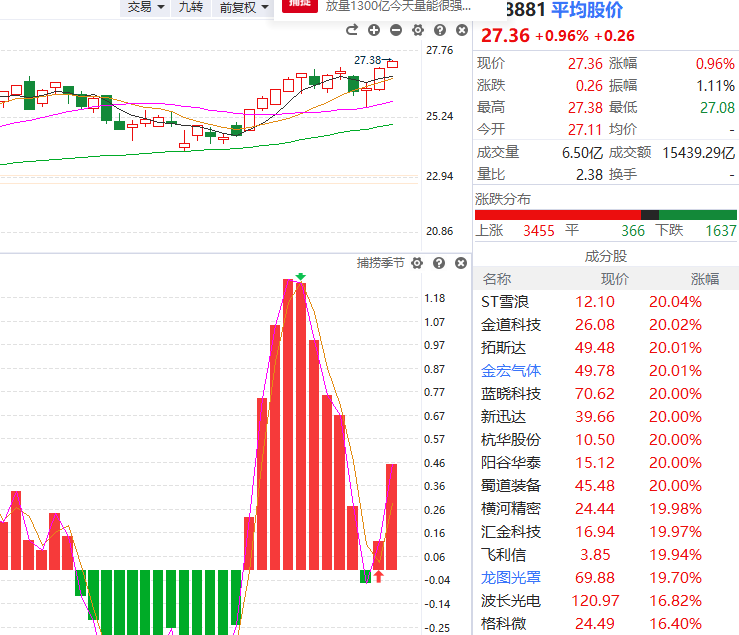 交易 九转 前复权 捕捉 放量1300亿今天量能很强...
8881 平均股价
27.36 +0.96% +0.26
现价 27.36 涨幅 0.96%
涨跌 0.26 振幅 1.11%
最高 27.38 最低 27.08
今开 27.11 均价 -
成交量 6.50亿 成交额 15439.29亿
量比 2.38 换手 -
涨跌分布
上涨 3455 平 366 下跌 1637
成分股
名称 现价 涨幅
ST雪浪 12.10 20.04%
金道科技 26.08 20.02%
拓斯达 49.48 20.01%
金宏气体 49.78 20.01%
蓝晓科技 70.62 20.00%
新迅达 39.66 20.00%
杭华股份 10.50 20.00%
阳谷华泰 15.12 20.00%
蜀道装备 45.48 20.00%
横河精密 24.44 19.98%
汇金科技 16.94 19.97%
飞利信 3.85 19.94%
龙图光罩 69.88 19.70%
波长光电 120.97 16.82%
格科微 24.49 16.40%
27.38
27.76
25.24
22.94
20.86
捕捞季节
1.18
1.07
0.97
0.87
0.77
0.67
0.57
0.46
0.36
0.26
0.16
0.06
-0.04
-0.14
-0.25